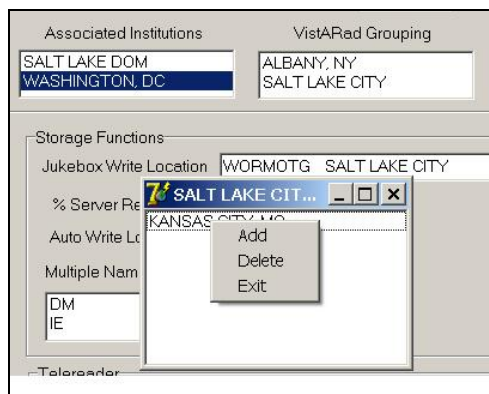 Associated Institutions
VistARad Grouping
SALT LAKE DOM
WASHINGTON, DC
ALBANY, NY
SALT LAKE CITY
Storage Functions
Jukebox Write Location WORMOTG SALT LAKE CITY
% Server Re
SALT LAKE CIT...
KANSAS CITY, MO
Auto Write Lo
Add
Delete
Exit
Multiple Nam
DM
IE
Telereader